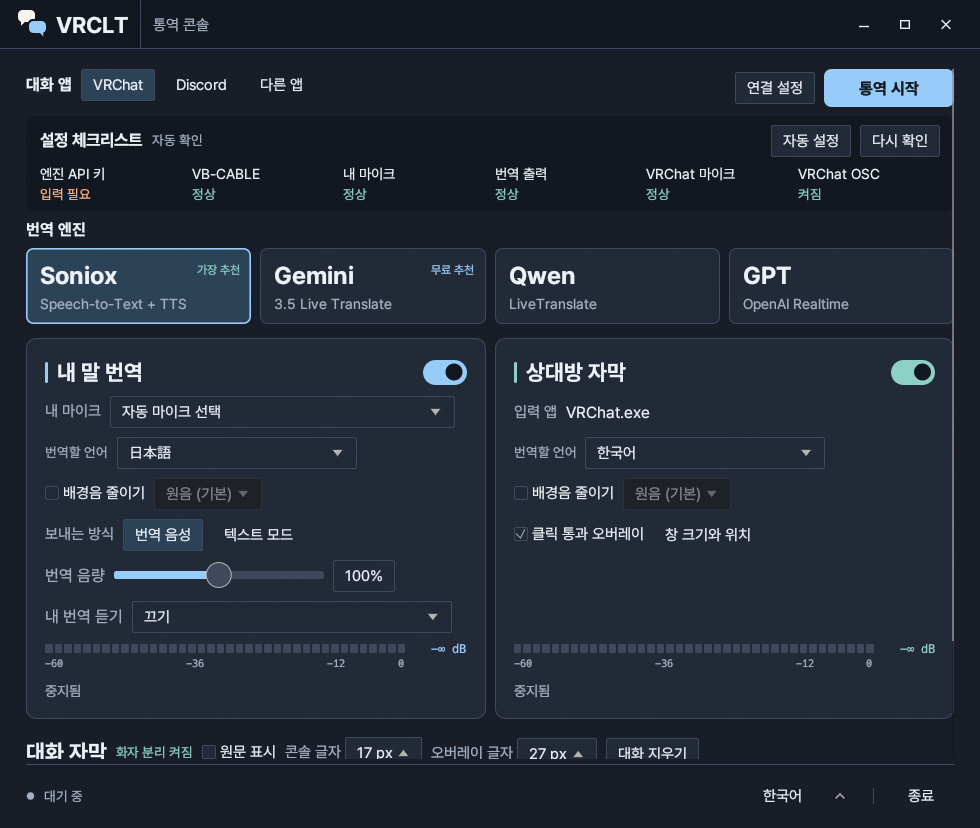 VRCLT 통역 콘솔
대화 앱 VRChat Discord 다른 앱 연결 설정 통역 시작
설정 체크리스트 자동 확인 자동 설정 다시 확인
엔진 API 키 VB-CABLE 내 마이크 번역 출력 VRChat 마이크 VRChat OSC
입력 필요 정상 정상 정상 정상 켜짐
번역 엔진
Soniox 가장 추천 Gemini 무료 추천 Qwen GPT
Speech-to-Text + TTS 3.5 Live Translate LiveTranslate OpenAI Realtime
내 말 번역
내 마이크 자동 마이크 선택
번역할 언어 日本語
배경음 줄이기 원음 (기본)
보내는 방식 번역 음성 텍스트 모드
번역 음량 100%
내 번역 듣기 끄기
-∞ dB
-60 -36 -12 0
중지됨
상대방 자막
입력 앱 VRChat.exe
번역할 언어 한국어
배경음 줄이기 원음 (기본)
클릭 통과 오버레이 창 크기와 위치
-∞ dB
-60 -36 -12 0
중지됨
대화 자막 화자 분리 켜짐 원문 표시 콘솔 글자 17 px 오버레이 글자 27 px 대화 지우기
대기 중 한국어 종료